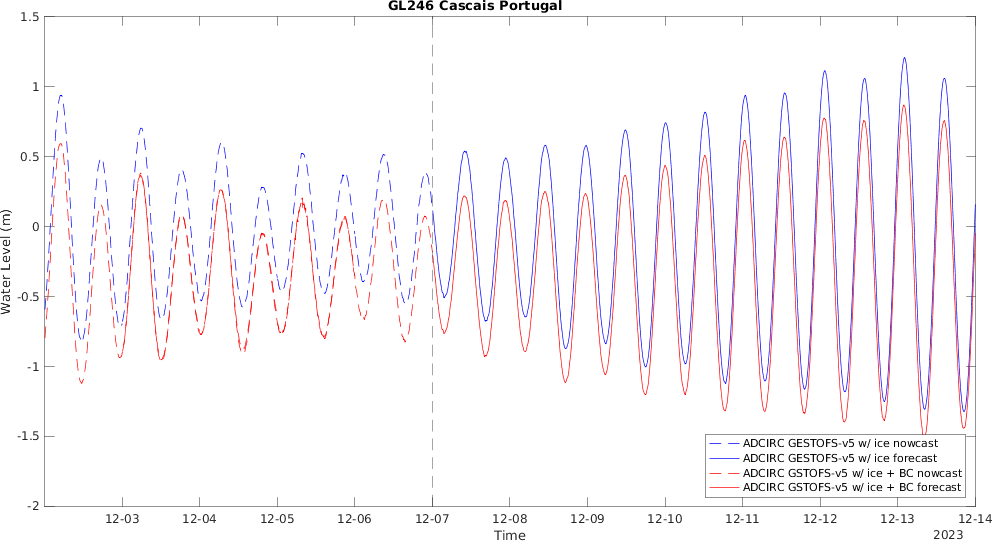 GL246 Cascais Portugal
1.5
1
0.5
0
-0.5
-1
-1.5
-2
Water Level (m)
12-03 12-04 12-05 12-06 12-07 12-08 12-09 12-10 12-11 12-12 12-13 12-14
Time
2023
ADCIRC GESTOFS-v5 w/ ice nowcast
ADCIRC GESTOFS-v5 w/ ice forecast
ADCIRC GSTOFS-v5 w/ ice + BC nowcast
ADCIRC GSTOFS-v5 w/ ice + BC forecast